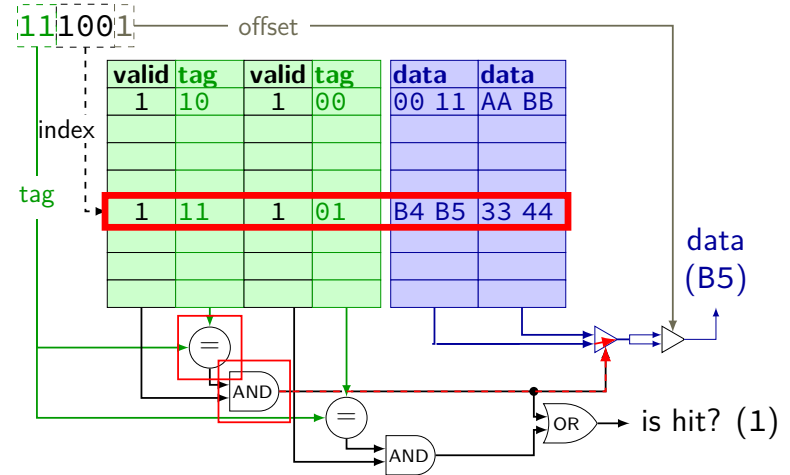 111001
offset
valid tag valid tag data data
1 10 1 00 00 11 AA BB
index
tag
1 11 1 01 B4 B5 33 44
data
(B5)
=
AND
=
OR
is hit? (1)
AND